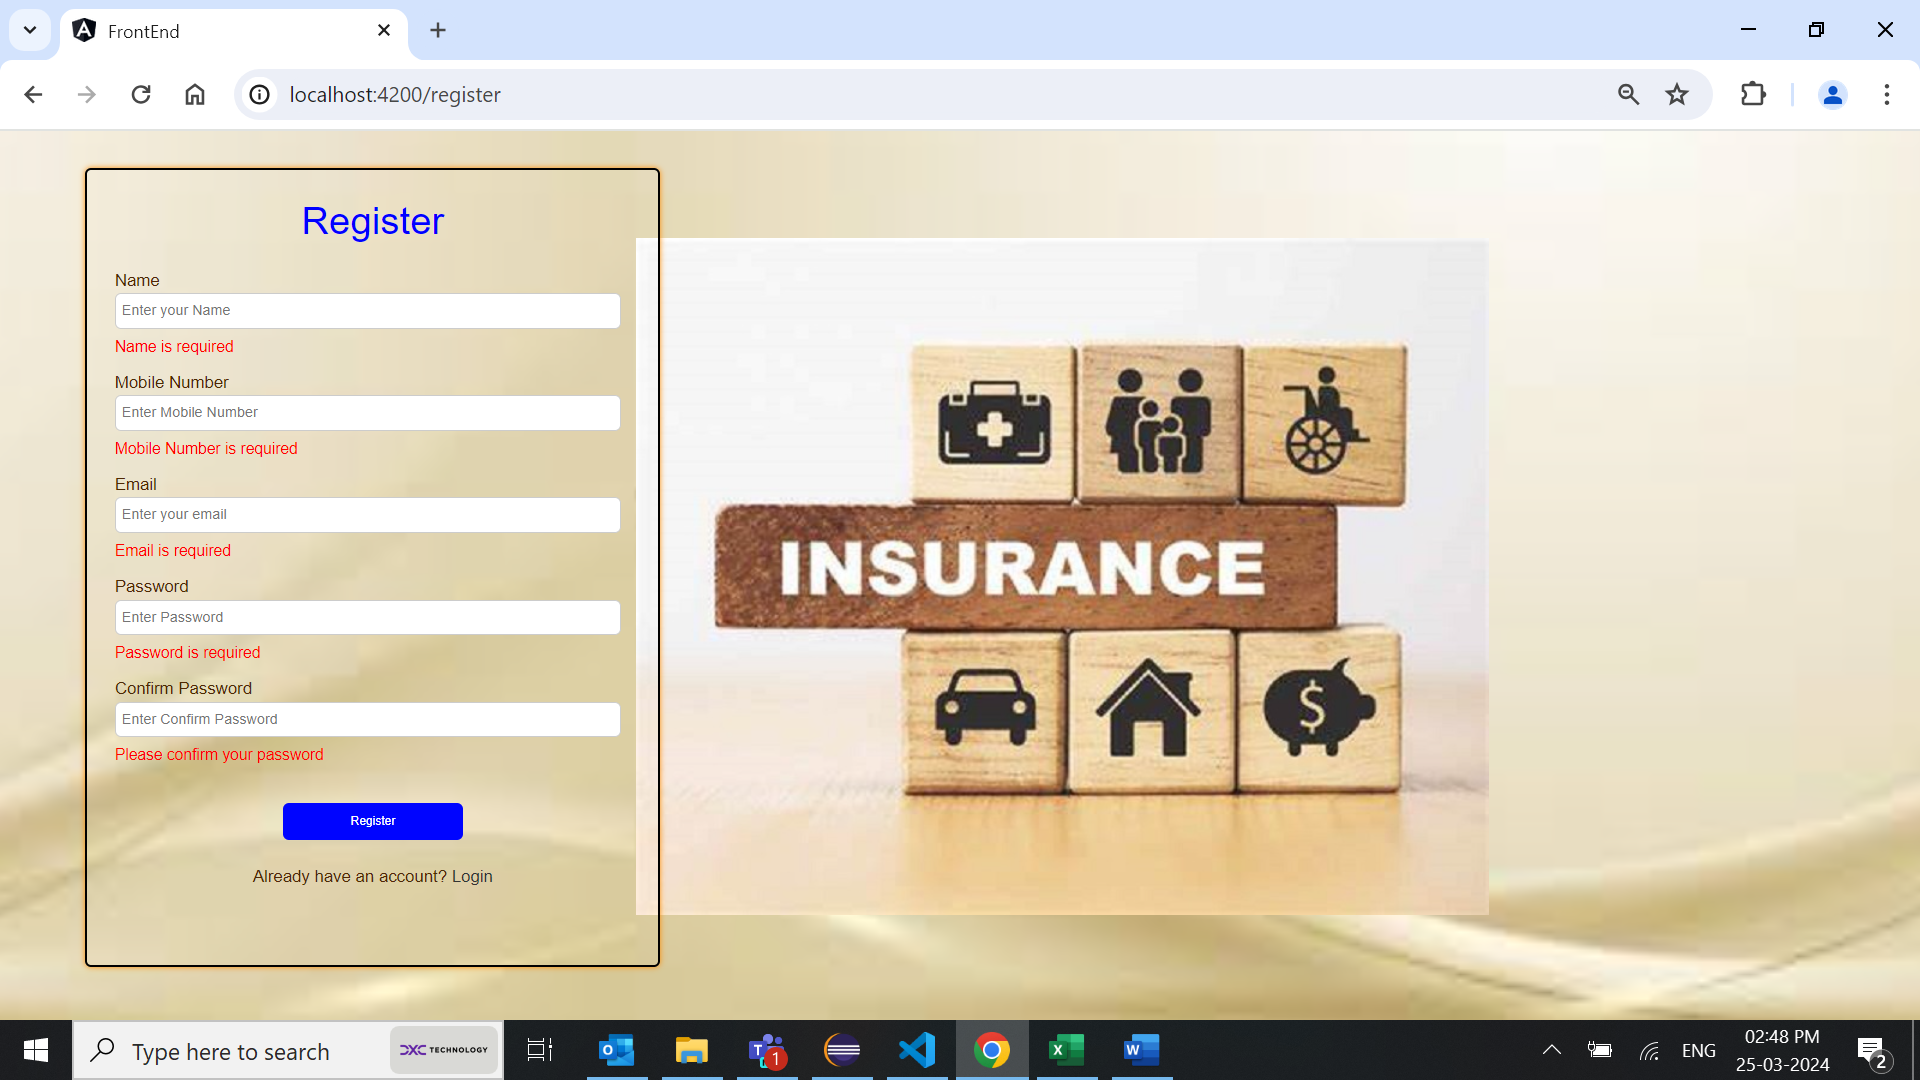 FrontEnd
localhost:4200/register
Register
Name
Enter your Name
Name is required
Mobile Number
Enter Mobile Number
Mobile Number is required
Email
Enter your email
Email is required
Password
Enter Password
Password is required
Confirm Password
Enter Confirm Password
Please confirm your password
Register
Already have an account? Login
INSURANCE
$
Type here to search
DXC TECHNOLOGY
1
ENG
02:48 PM
25-03-2024
2